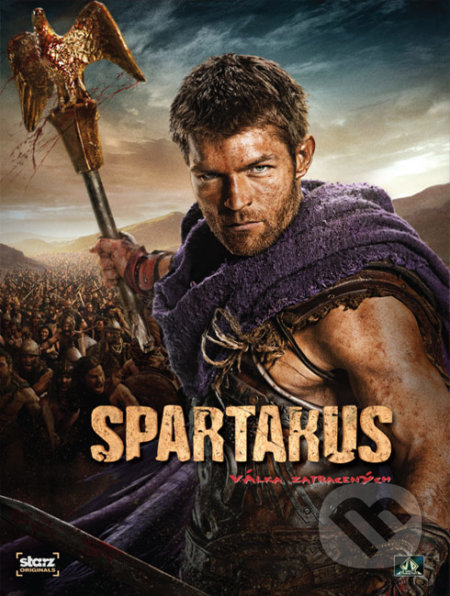 SPARTAKUS
VÁLKA ZATRACENÝCH
starz
ORIGINALS